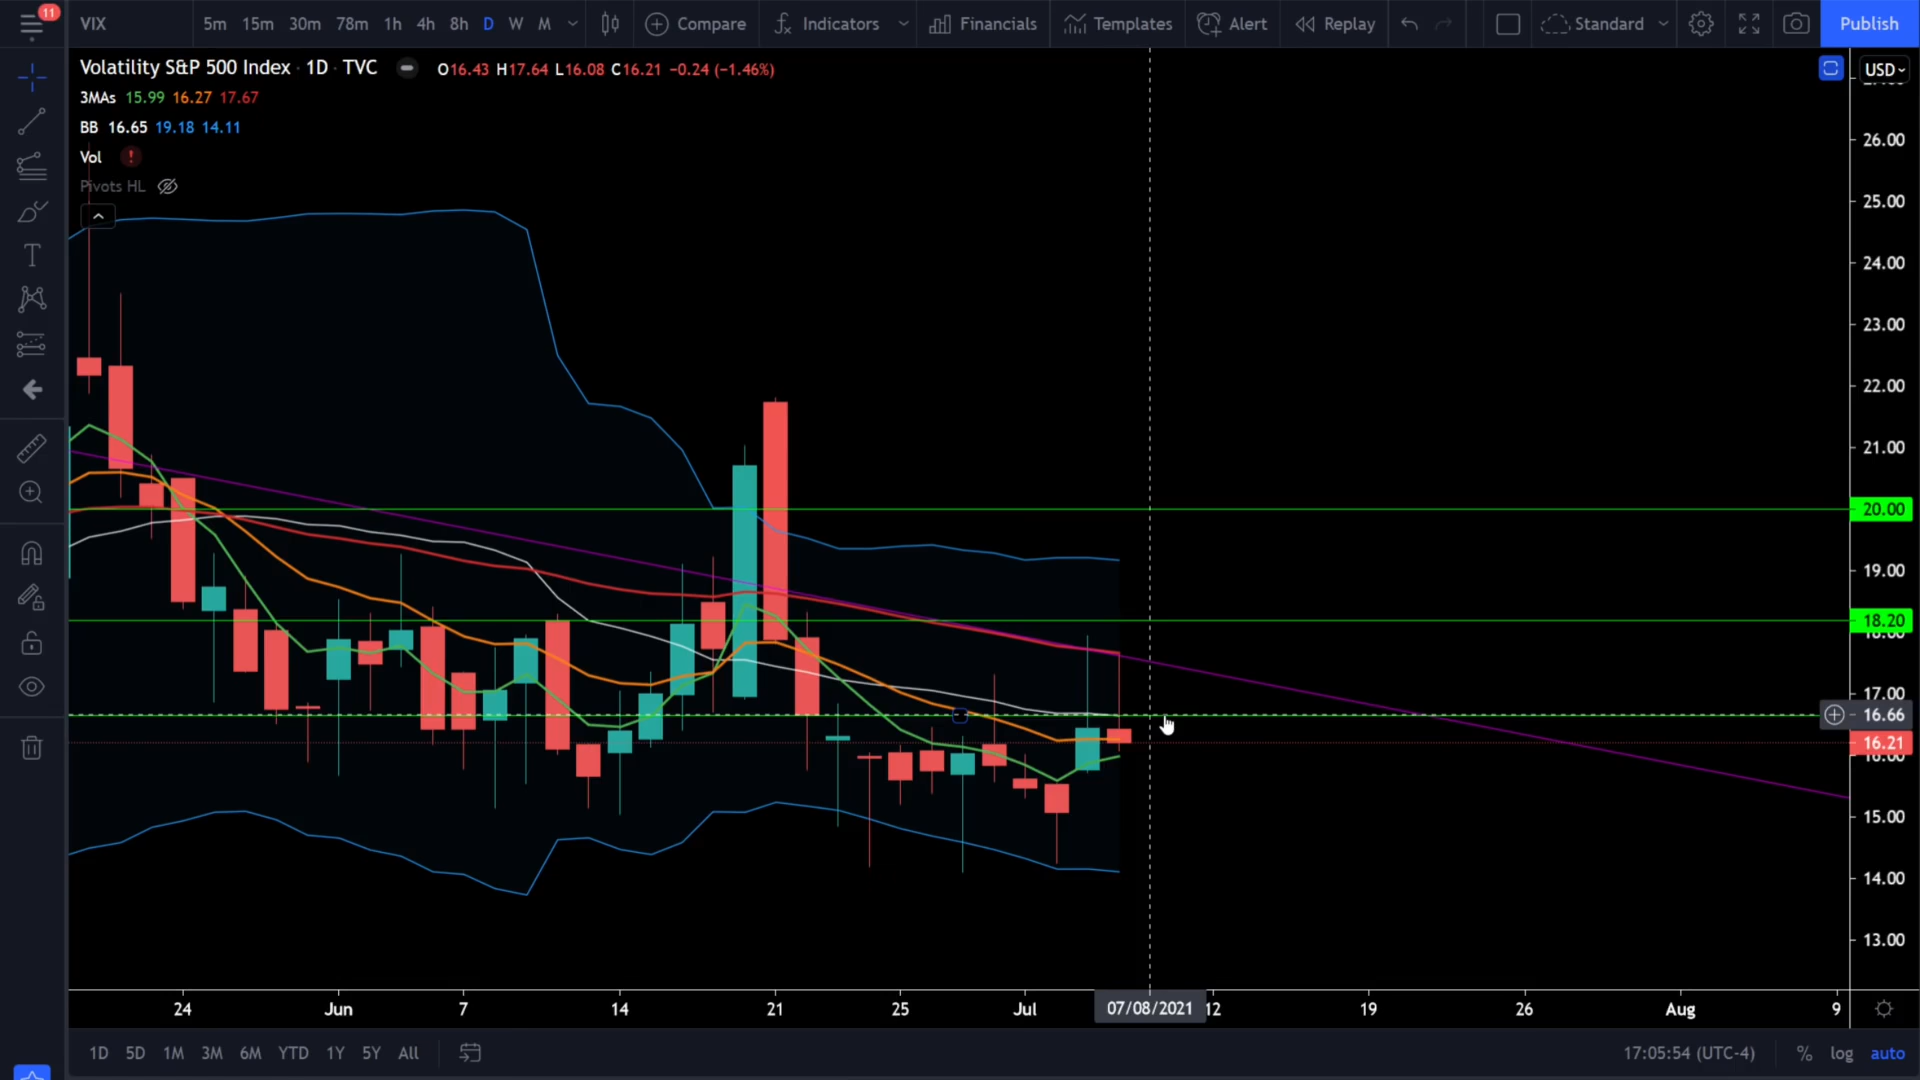 11
VIX 5m 15m 30m 78m 1h 4h 8h D W M Compare Indicators Financials Templates Alert Replay Standard Publish
Volatility S&P 500 Index · 1D · TVC O16.43 H17.64 L16.08 C16.21 −0.24 (−1.46%)
USD
3MAs 15.99 16.27 17.67
BB 16.65 19.18 14.11
Vol !
Pivots HL
26.00
25.00
24.00
23.00
22.00
21.00
20.00
19.00
18.20
18.00
17.00
16.66
16.21
16.00
15.00
14.00
13.00
24 Jun 7 14 21 25 Jul 07/08/2021 12 19 26 Aug 9
1D 5D 1M 3M 6M YTD 1Y 5Y All 17:05:54 (UTC-4) % log auto